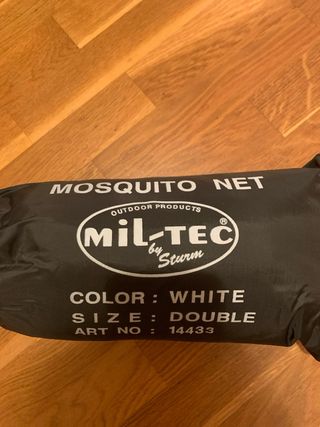 MOSQUITO NET
OUTDOOR PRODUCTS
MiL-TEC®
by Sturm
COLOR : WHITE
SIZE : DOUBLE
ART NO : 14433